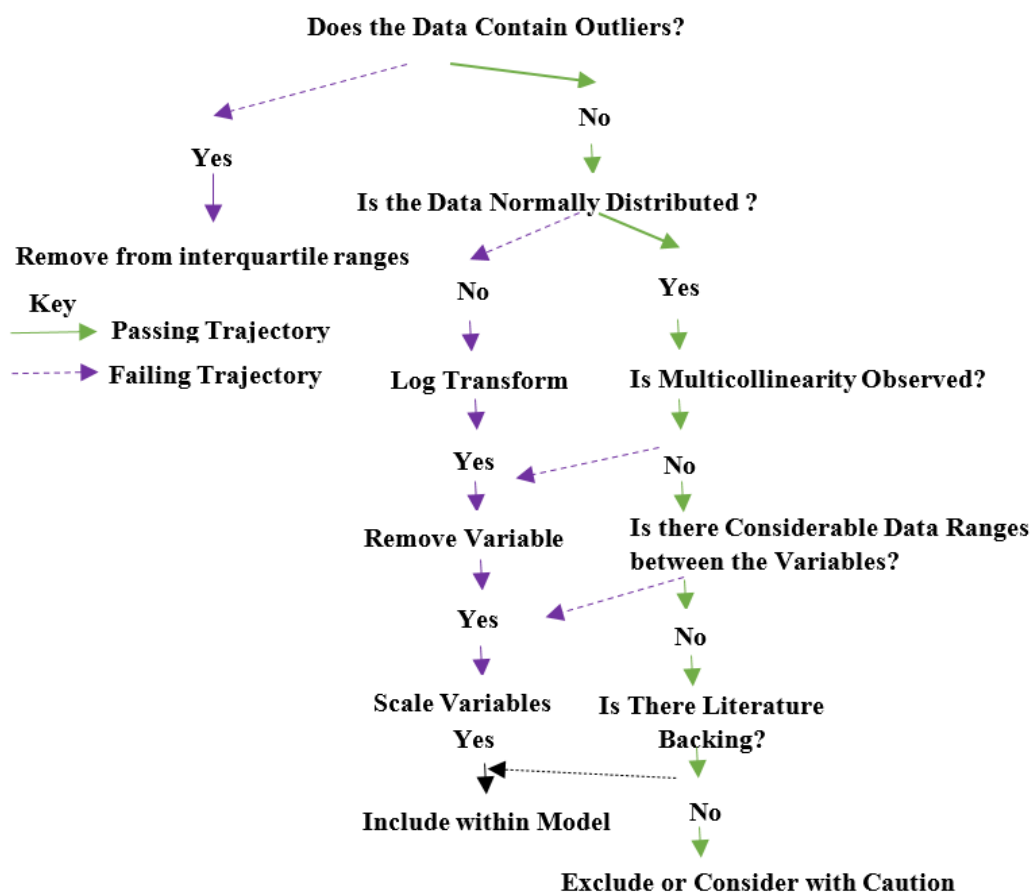 Does the Data Contain Outliers?
No
Yes
Is the Data Normally Distributed ?
Remove from interquartile ranges
No
Yes
Key
Passing Trajectory
Failing Trajectory
Log Transform
Is Multicollinearity Observed?
Yes
No
Remove Variable
Is there Considerable Data Ranges
between the Variables?
Yes
No
Scale Variables
Is There Literature
Backing?
Yes
Include within Model
No
Exclude or Consider with Caution